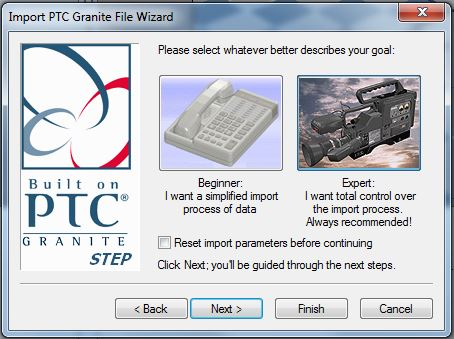 Import PTC Granite File Wizard
Please select whatever better describes your goal:
Built on
PTC®
GRANITE
STEP
Beginner:
I want a simplified import
process of data
Expert:
I want total control over
the import process.
Always recommended!
Reset import parameters before continuing
Click Next; you'll be guided through the next steps.
< Back
Next >
Finish
Cancel